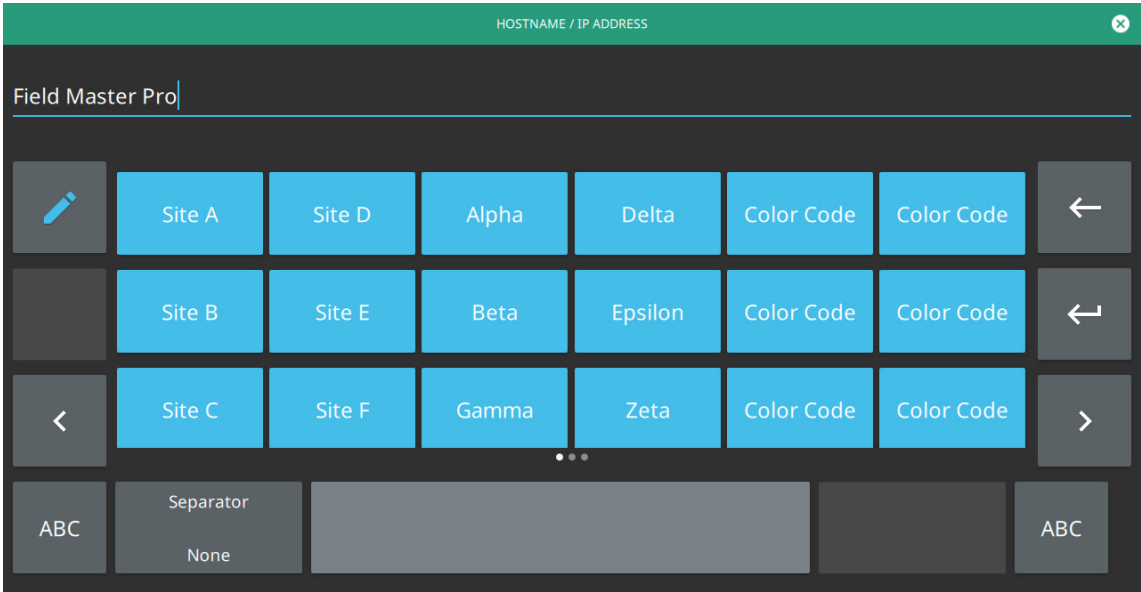 HOSTNAME / IP ADDRESS
Field Master Pro
Site A Site D Alpha Delta Color Code Color Code
Site B Site E Beta Epsilon Color Code Color Code
Site C Site F Gamma Zeta Color Code Color Code
ABC Separator ABC
None